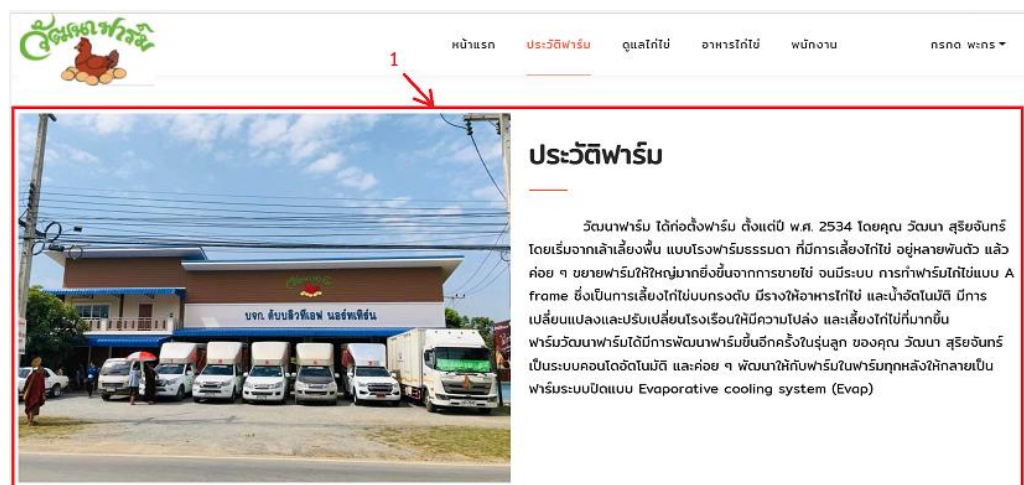 วัฒนาฟาร์ม
หน้าแรก ประวัติฟาร์ม ดูแลไก่ไข่ อาหารไก่ไข่ พนักงาน กรกต พะกร
1
ประวัติฟาร์ม
วัฒนาฟาร์ม ได้ก่อตั้งฟาร์ม ตั้งแต่ปี พ.ศ. 2534 โดยคุณ วัฒนา สุริยจันทร์
โดยเริ่มจากเล้าเลี้ยงพื้น แบบโรงฟาร์มธรรมดา ที่มีการเลี้ยงไก่ไข่ อยู่หลายพันตัว แล้ว
ค่อย ๆ ขยายฟาร์มให้ใหญ่มากยิ่งขึ้นจากการขายไข่ จนมีระบบ การทำฟาร์มไก่ไข่แบบ A
frame ซึ่งเป็นการเลี้ยงไก่ไข่บนกรงตับ มีรางให้อาหารไก่ไข่ และน้ำอัตโนมัติ มีการ
เปลี่ยนแปลงและปรับเปลี่ยนโรงเรือนให้มีความโปล่ง และเลี้ยงไก่ไข่ที่มากขึ้น
ฟาร์มวัฒนาฟาร์มได้มีการพัฒนาฟาร์มขึ้นอีกครั้งในรุ่นลูก ของคุณ วัฒนา สุริยจันทร์
เป็นระบบคอนโดอัตโนมัติ และค่อย ๆ พัฒนาให้กับฟาร์มในฟาร์มทุกหลังให้กลายเป็น
ฟาร์มระบบปิดแบบ Evaporative cooling system (Evap)
บจก. ดับบลิวทีเอฟ นอร์ทเทิร์น